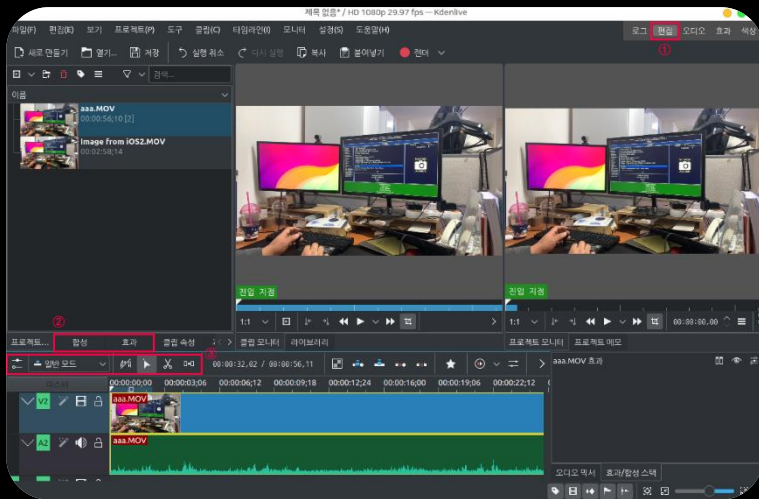 제목 없음* / HD 1080p 29.97 fps — Kdenlive
파일(F) 편집(E) 보기 프로젝트(P) 도구 클립(C) 타임라인(I) 모니터 설정(S) 도움말(H)
로그 편집 오디오 효과 색상
①
새로 만들기 열기... 저장 실행 취소 다시 실행 복사 붙여넣기 렌더
검색...
이름
aaa.MOV
00:00:56;10 [2]
Image from iOS2.MOV
00:02:58;14
진입 지점
진입 지점
②
1:1
1:1 00:00:00,00
프로젝트... 합성 효과 클립 속성 클립 모니터 라이브러리
프로젝트 모니터 프로젝트 메모
③
일반 모드 00:00:32,02 / 00:00:56,11
aaa.MOV 효과
마스터 00:00:00;00 00:00:03;06 00:00:06;12 00:00:09;18 00:00:12;24 00:00:16;00 00:00:19;06 00:00:22;12
V2 aaa.MOV
A2 aaa.MOV
오디오 믹서 효과/합성 스택